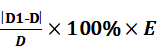 |D1-D|/D × 100% × E